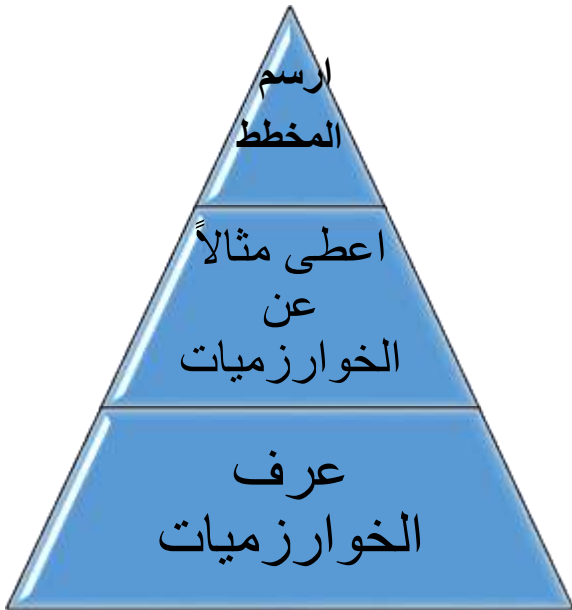 ارسم
المخطط
اعطى مثالاً
عن
الخوارزميات
عرف
الخوارزميات